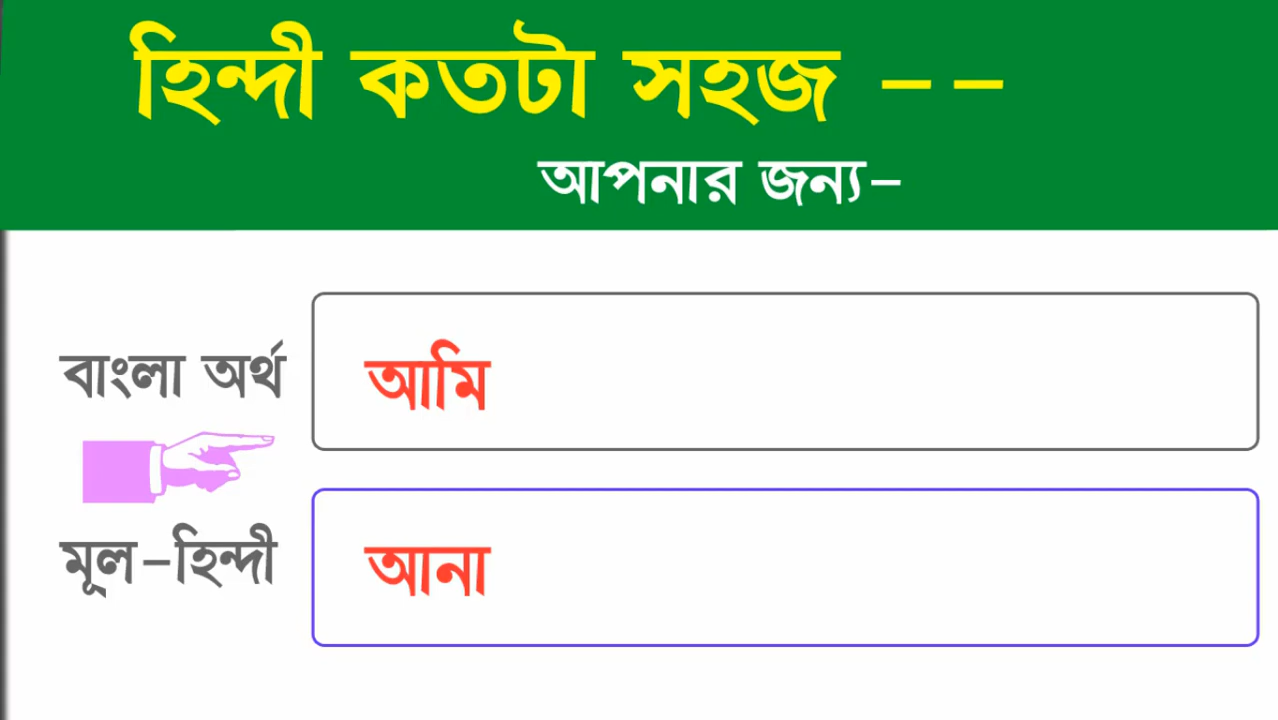 হিন্দী কতটা সহজ --
আপনার জন্য-
বাংলা অর্থ
আমি
মূল-হিন্দী
আনা